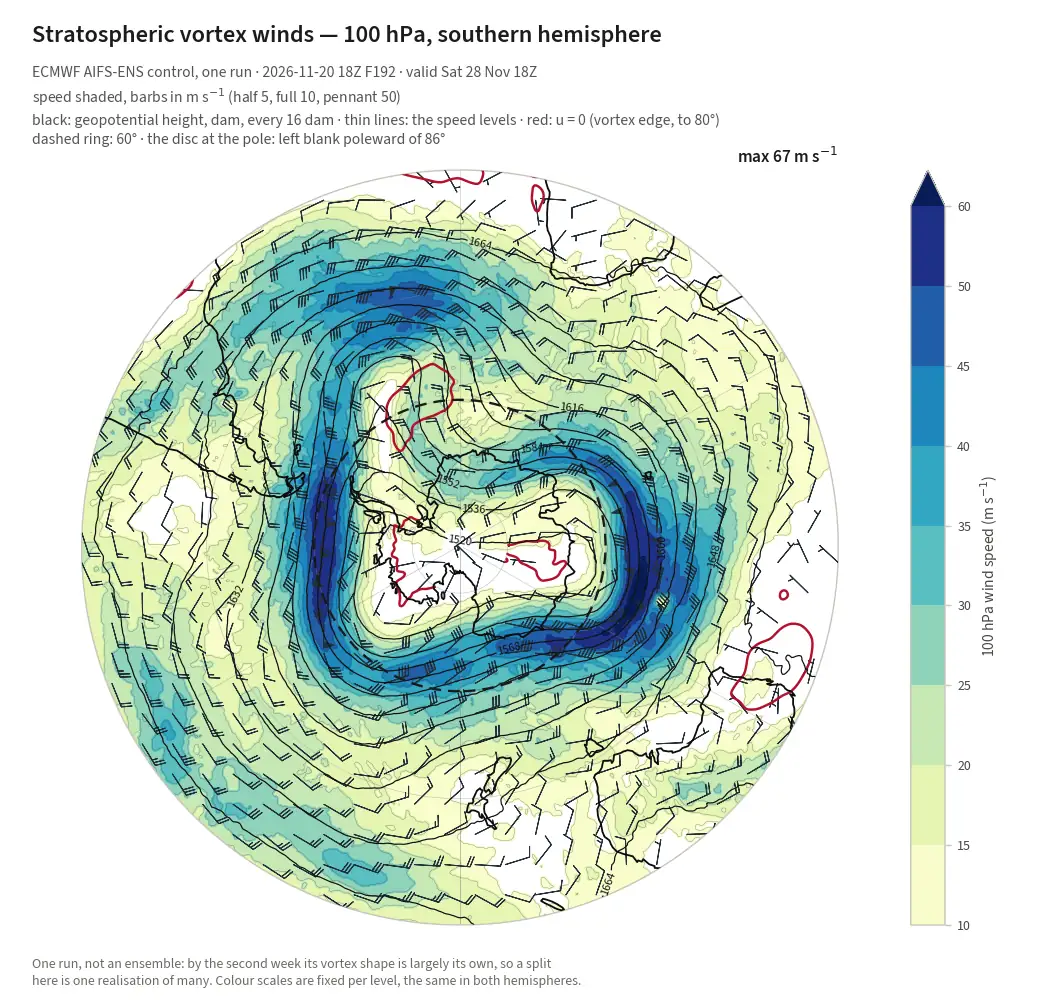 Stratospheric vortex winds — 100 hPa, southern hemisphere
ECMWF AIFS-ENS control, one run · 2026-11-20 18Z F192 · valid Sat 28 Nov 18Z
speed shaded, barbs in m s⁻¹ (half 5, full 10, pennant 50)
black: geopotential height, dam, every 16 dam · thin lines: the speed levels · red: u = 0 (vortex edge, to 80°)
dashed ring: 60° · the disc at the pole: left blank poleward of 86°
max 67 m s⁻¹
1664
1616
1584
1552
1536
1520
1600
1648
1632
1568
1664
60
50
45
40
35
30
25
20
15
10
100 hPa wind speed (m s⁻¹)
One run, not an ensemble: by the second week its vortex shape is largely its own, so a split
here is one realisation of many. Colour scales are fixed per level, the same in both hemispheres.